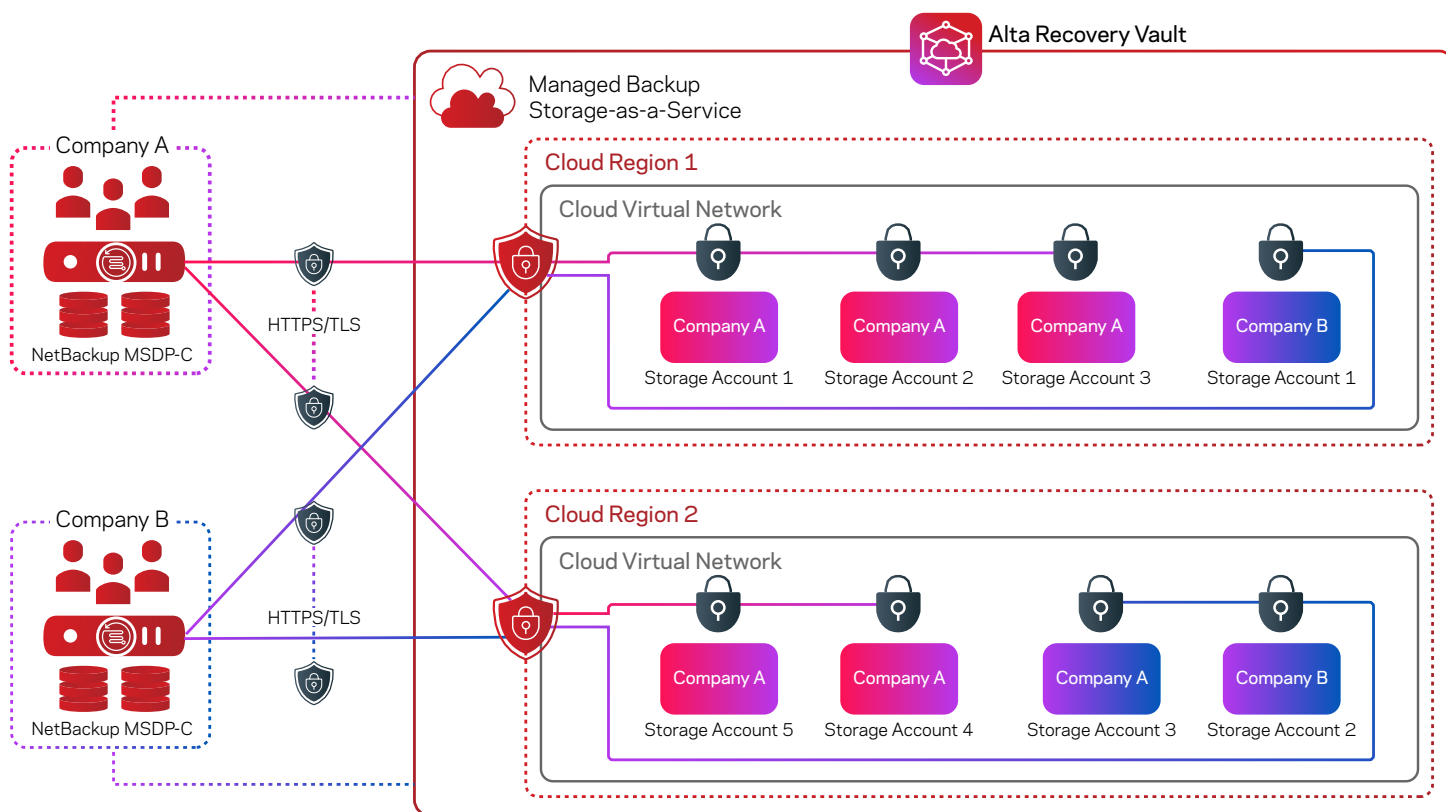 Alta Recovery Vault
Managed Backup
Storage-as-a-Service
Company A
NetBackup MSDP-C
HTTPS/TLS
Cloud Region 1
Cloud Virtual Network
Company A
Company A
Company A
Company B
Storage Account 1
Storage Account 2
Storage Account 3
Storage Account 1
Company B
NetBackup MSDP-C
HTTPS/TLS
Cloud Region 2
Cloud Virtual Network
Company A
Company A
Company A
Company B
Storage Account 5
Storage Account 4
Storage Account 3
Storage Account 2